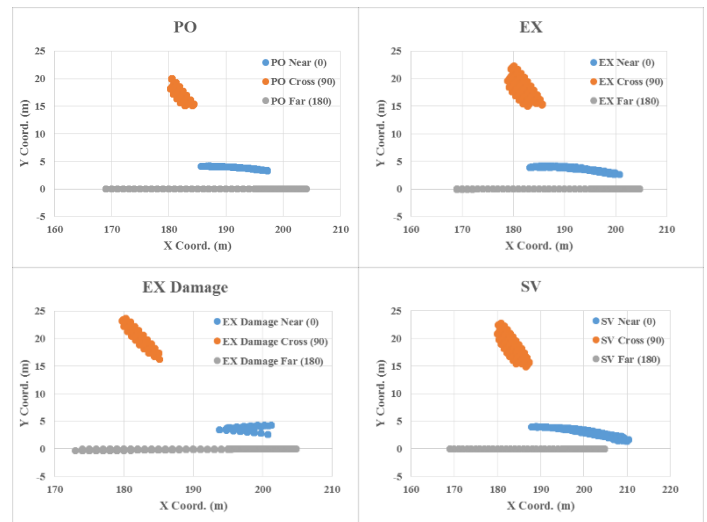 PO
25
20
15
10
5
0
-5
160 170 180 190 200 210
X Coord. (m)
Y Coord. (m)
PO Near (0)
PO Cross (90)
PO Far (180)
EX
25
20
15
10
5
0
-5
160 170 180 190 200 210
X Coord. (m)
Y Coord. (m)
EX Near (0)
EX Cross (90)
EX Far (180)
EX Damage
25
20
15
10
5
0
-5
170 180 190 200 210
X Coord. (m)
Y Coord. (m)
EX Damage Near (0)
EX Damage Cross (90)
EX Damage Far (180)
SV
25
20
15
10
5
0
-5
160 170 180 190 200 210 220
X Coord. (m)
Y Coord. (m)
SV Near (0)
SV Cross (90)
SV Far (180)